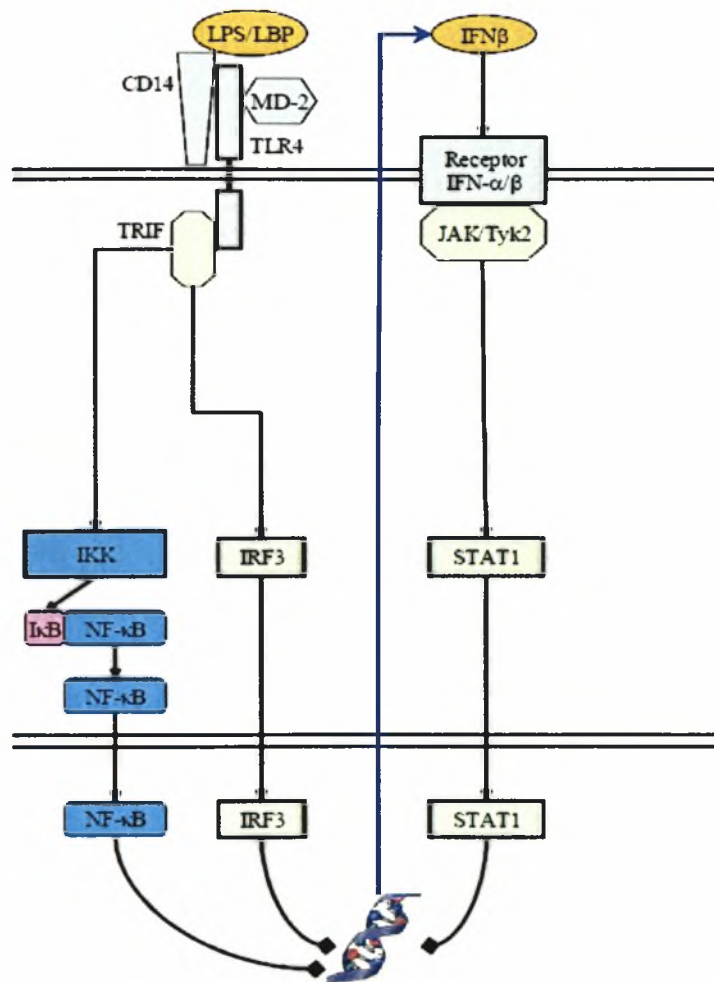 LPS/LBP
IFNβ
CD14
MD-2
TLR4
Receptor
IFN-α/β
TRIF
JAK/Tyk2
IKK
IRF3
STAT1
IκB
NF-κB
NF-κB
NF-κB
IRF3
STAT1